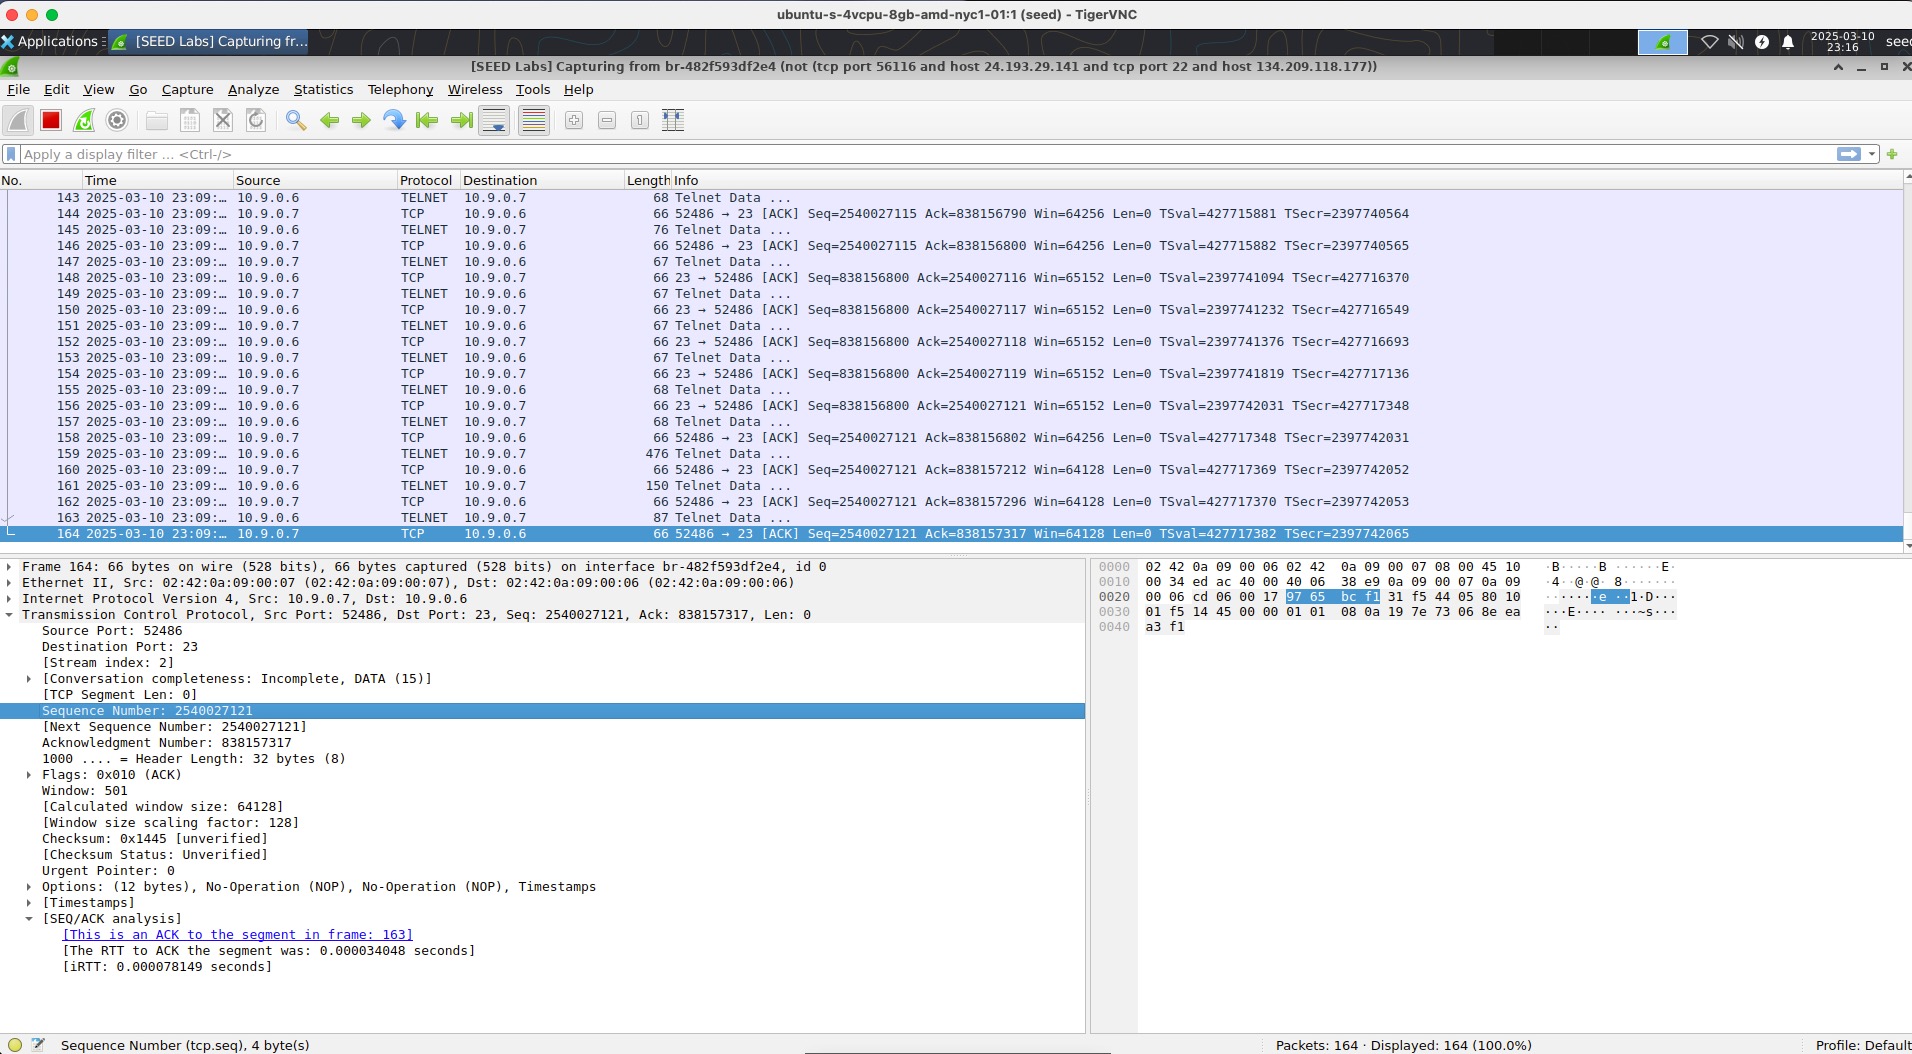 ubuntu-s-4vcpu-8gb-amd-nyc1-01:1 (seed) - TigerVNC
Applications [SEED Labs] Capturing fr... 2025-03-10 seed
23:16
[SEED Labs] Capturing from br-482f593df2e4 (not (tcp port 56116 and host 24.193.29.141 and tcp port 22 and host 134.209.118.177))
File Edit View Go Capture Analyze Statistics Telephony Wireless Tools Help
Apply a display filter ... <Ctrl-/>
No. Time Source Protocol Destination Length Info
143 2025-03-10 23:09:… 10.9.0.6 TELNET 10.9.0.7 68 Telnet Data ...
144 2025-03-10 23:09:… 10.9.0.7 TCP 10.9.0.6 66 52486 → 23 [ACK] Seq=2540027115 Ack=838156790 Win=64256 Len=0 TSval=427715881 TSecr=2397740564
145 2025-03-10 23:09:… 10.9.0.6 TELNET 10.9.0.7 76 Telnet Data ...
146 2025-03-10 23:09:… 10.9.0.7 TCP 10.9.0.6 66 52486 → 23 [ACK] Seq=2540027115 Ack=838156800 Win=64256 Len=0 TSval=427715882 TSecr=2397740565
147 2025-03-10 23:09:… 10.9.0.7 TELNET 10.9.0.6 67 Telnet Data ...
148 2025-03-10 23:09:… 10.9.0.6 TCP 10.9.0.7 66 23 → 52486 [ACK] Seq=838156800 Ack=2540027116 Win=65152 Len=0 TSval=2397741094 TSecr=427716370
149 2025-03-10 23:09:… 10.9.0.7 TELNET 10.9.0.6 67 Telnet Data ...
150 2025-03-10 23:09:… 10.9.0.6 TCP 10.9.0.7 66 23 → 52486 [ACK] Seq=838156800 Ack=2540027117 Win=65152 Len=0 TSval=2397741232 TSecr=427716549
151 2025-03-10 23:09:… 10.9.0.7 TELNET 10.9.0.6 67 Telnet Data ...
152 2025-03-10 23:09:… 10.9.0.6 TCP 10.9.0.7 66 23 → 52486 [ACK] Seq=838156800 Ack=2540027118 Win=65152 Len=0 TSval=2397741376 TSecr=427716693
153 2025-03-10 23:09:… 10.9.0.7 TELNET 10.9.0.6 67 Telnet Data ...
154 2025-03-10 23:09:… 10.9.0.6 TCP 10.9.0.7 66 23 → 52486 [ACK] Seq=838156800 Ack=2540027119 Win=65152 Len=0 TSval=2397741819 TSecr=427717136
155 2025-03-10 23:09:… 10.9.0.7 TELNET 10.9.0.6 68 Telnet Data ...
156 2025-03-10 23:09:… 10.9.0.6 TCP 10.9.0.7 66 23 → 52486 [ACK] Seq=838156800 Ack=2540027121 Win=65152 Len=0 TSval=2397742031 TSecr=427717348
157 2025-03-10 23:09:… 10.9.0.6 TELNET 10.9.0.7 68 Telnet Data ...
158 2025-03-10 23:09:… 10.9.0.7 TCP 10.9.0.6 66 52486 → 23 [ACK] Seq=2540027121 Ack=838156802 Win=64256 Len=0 TSval=427717348 TSecr=2397742031
159 2025-03-10 23:09:… 10.9.0.6 TELNET 10.9.0.7 476 Telnet Data ...
160 2025-03-10 23:09:… 10.9.0.7 TCP 10.9.0.6 66 52486 → 23 [ACK] Seq=2540027121 Ack=838157212 Win=64128 Len=0 TSval=427717369 TSecr=2397742052
161 2025-03-10 23:09:… 10.9.0.6 TELNET 10.9.0.7 150 Telnet Data ...
162 2025-03-10 23:09:… 10.9.0.7 TCP 10.9.0.6 66 52486 → 23 [ACK] Seq=2540027121 Ack=838157296 Win=64128 Len=0 TSval=427717370 TSecr=2397742053
163 2025-03-10 23:09:… 10.9.0.6 TELNET 10.9.0.7 87 Telnet Data ...
164 2025-03-10 23:09:… 10.9.0.7 TCP 10.9.0.6 66 52486 → 23 [ACK] Seq=2540027121 Ack=838157317 Win=64128 Len=0 TSval=427717382 TSecr=2397742065
Frame 164: 66 bytes on wire (528 bits), 66 bytes captured (528 bits) on interface br-482f593df2e4, id 0
Ethernet II, Src: 02:42:0a:09:00:07 (02:42:0a:09:00:07), Dst: 02:42:0a:09:00:06 (02:42:0a:09:00:06)
Internet Protocol Version 4, Src: 10.9.0.7, Dst: 10.9.0.6
Transmission Control Protocol, Src Port: 52486, Dst Port: 23, Seq: 2540027121, Ack: 838157317, Len: 0
Source Port: 52486
Destination Port: 23
[Stream index: 2]
[Conversation completeness: Incomplete, DATA (15)]
[TCP Segment Len: 0]
Sequence Number: 2540027121
[Next Sequence Number: 2540027121]
Acknowledgment Number: 838157317
1000 .... = Header Length: 32 bytes (8)
Flags: 0x010 (ACK)
Window: 501
[Calculated window size: 64128]
[Window size scaling factor: 128]
Checksum: 0x1445 [unverified]
[Checksum Status: Unverified]
Urgent Pointer: 0
Options: (12 bytes), No-Operation (NOP), No-Operation (NOP), Timestamps
[Timestamps]
[SEQ/ACK analysis]
[This is an ACK to the segment in frame: 163]
[The RTT to ACK the segment was: 0.000034048 seconds]
[iRTT: 0.000078149 seconds]
0000 02 42 0a 09 00 06 02 42 0a 09 00 07 08 00 45 10 ·B·····B ······E·
0010 00 34 ed ac 40 00 40 06 38 e9 0a 09 00 07 0a 09 ·4··@·@· 8·······
0020 00 06 cd 06 00 17 97 65 bc f1 31 f5 44 05 80 10 ·······e ··1·D···
0030 01 f5 14 45 00 00 01 01 08 0a 19 7e 73 06 8e ea ···E···· ···~s···
0040 a3 f1 ··
Sequence Number (tcp.seq), 4 byte(s) Packets: 164 · Displayed: 164 (100.0%) Profile: Default